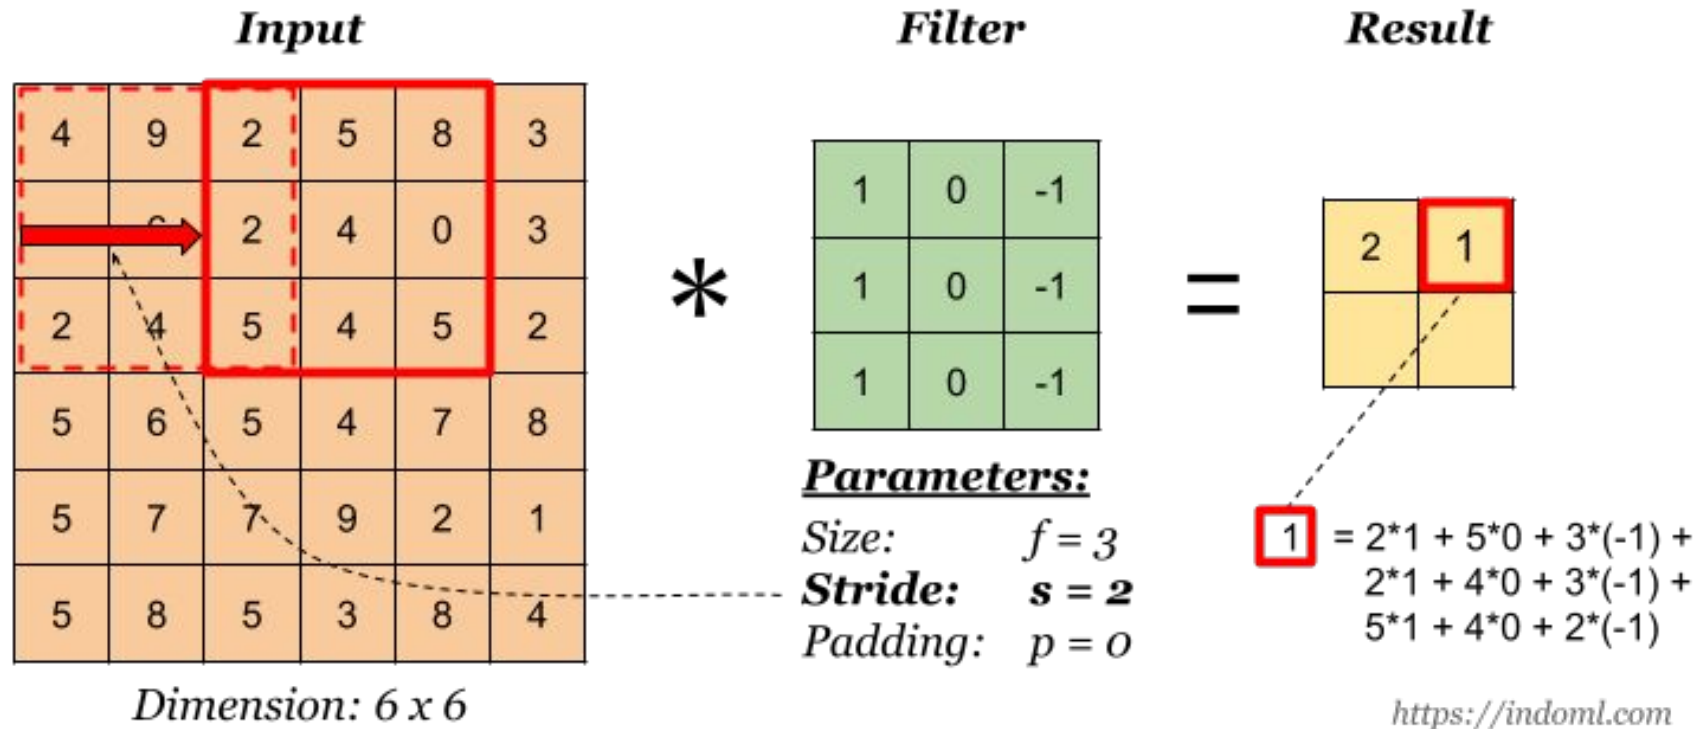 Input Filter Result
4 9 2 5 8 3
2 4 0 3
2 4 5 4 5 2
5 6 5 4 7 8
5 7 7 9 2 1
5 8 5 3 8 4
Dimension: 6 x 6
*
1 0 -1
1 0 -1
1 0 -1
Parameters:
Size: f = 3
Stride: s = 2
Padding: p = 0
=
2 1
1 = 2*1 + 5*0 + 3*(-1) +
2*1 + 4*0 + 3*(-1) +
5*1 + 4*0 + 2*(-1)
https://indoml.com